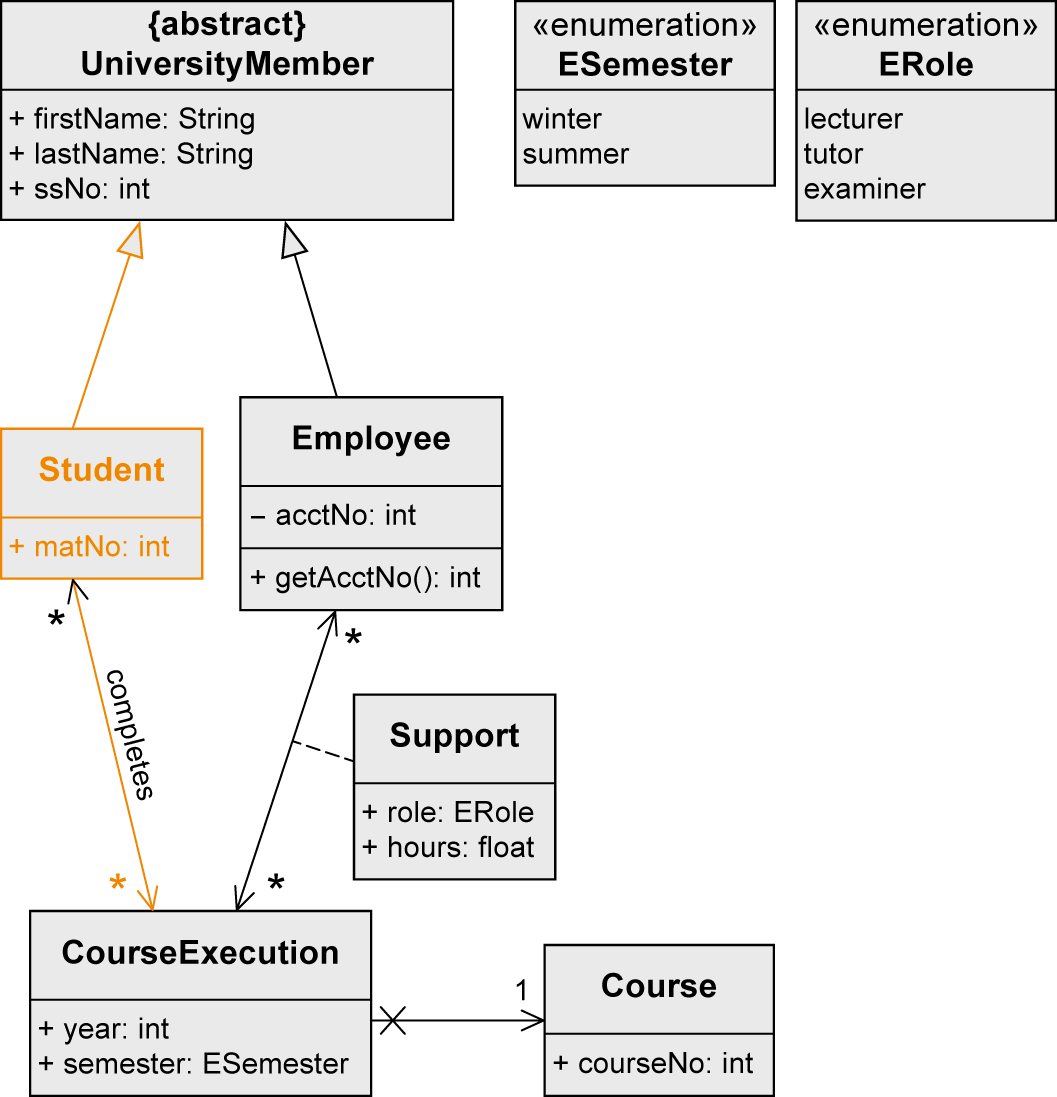 {abstract}
UniversityMember
+ firstName: String
+ lastName: String
+ ssNo: int
«enumeration»
ESemester
winter
summer
«enumeration»
ERole
lecturer
tutor
examiner
Student
+ matNo: int
Employee
– acctNo: int
+ getAcctNo(): int
*
*
completes
Support
+ role: ERole
+ hours: float
*
*
CourseExecution
+ year: int
+ semester: ESemester
1
Course
+ courseNo: int